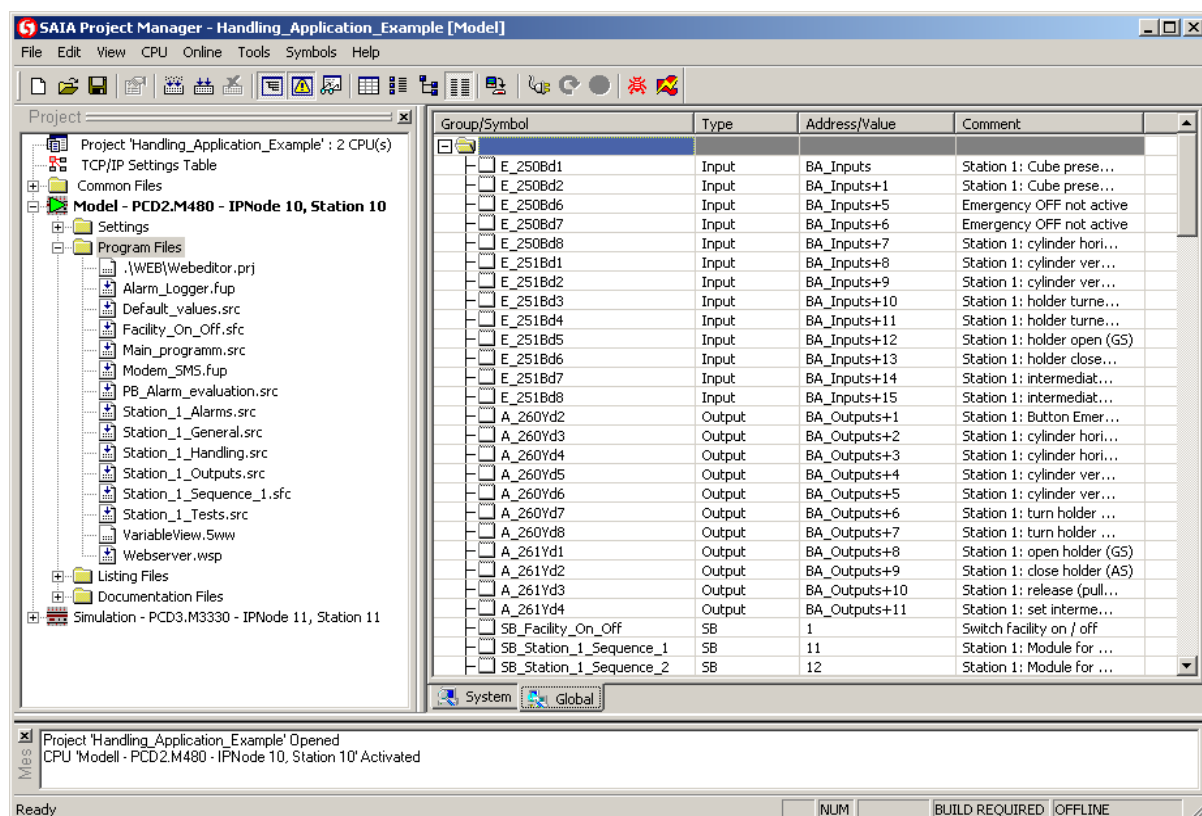 SAIA Project Manager - Handling_Application_Example [Model]
File Edit View CPU Online Tools Symbols Help
Project
Project 'Handling_Application_Example' : 2 CPU(s)
TCP/IP Settings Table
Common Files
Model - PCD2.M480 - IPNode 10, Station 10
Settings
Program Files
.\WEB\Webeditor.prj
Alarm_Logger.fup
Default_values.src
Facility_On_Off.sfc
Main_programm.src
Modem_SMS.fup
PB_Alarm_evaluation.src
Station_1_Alarms.src
Station_1_General.src
Station_1_Handling.src
Station_1_Outputs.src
Station_1_Sequence_1.sfc
Station_1_Tests.src
VariableView.5ww
Webserver.wsp
Listing Files
Documentation Files
Simulation - PCD3.M3330 - IPNode 11, Station 11
Group/Symbol Type Address/Value Comment
E_250Bd1 Input BA_Inputs Station 1: Cube prese...
E_250Bd2 Input BA_Inputs+1 Station 1: Cube prese...
E_250Bd6 Input BA_Inputs+5 Emergency OFF not active
E_250Bd7 Input BA_Inputs+6 Emergency OFF not active
E_250Bd8 Input BA_Inputs+7 Station 1: cylinder hori...
E_251Bd1 Input BA_Inputs+8 Station 1: cylinder ver...
E_251Bd2 Input BA_Inputs+9 Station 1: cylinder ver...
E_251Bd3 Input BA_Inputs+10 Station 1: holder turne...
E_251Bd4 Input BA_Inputs+11 Station 1: holder turne...
E_251Bd5 Input BA_Inputs+12 Station 1: holder open (GS)
E_251Bd6 Input BA_Inputs+13 Station 1: holder close...
E_251Bd7 Input BA_Inputs+14 Station 1: intermediat...
E_251Bd8 Input BA_Inputs+15 Station 1: intermediat...
A_260Yd2 Output BA_Outputs+1 Station 1: Button Emer...
A_260Yd3 Output BA_Outputs+2 Station 1: cylinder hori...
A_260Yd4 Output BA_Outputs+3 Station 1: cylinder hori...
A_260Yd5 Output BA_Outputs+4 Station 1: cylinder ver...
A_260Yd6 Output BA_Outputs+5 Station 1: cylinder ver...
A_260Yd7 Output BA_Outputs+6 Station 1: turn holder ...
A_260Yd8 Output BA_Outputs+7 Station 1: turn holder ...
A_261Yd1 Output BA_Outputs+8 Station 1: open holder (GS)
A_261Yd2 Output BA_Outputs+9 Station 1: close holder (AS)
A_261Yd3 Output BA_Outputs+10 Station 1: release (pull...
A_261Yd4 Output BA_Outputs+11 Station 1: set interme...
SB_Facility_On_Off SB 1 Switch facility on / off
SB_Station_1_Sequence_1 SB 11 Station 1: Module for ...
SB_Station_1_Sequence_2 SB 12 Station 1: Module for ...
System Global
Mes
Project 'Handling_Application_Example' Opened
CPU 'Modell - PCD2.M480 - IPNode 10, Station 10' Activated
Ready NUM BUILD REQUIRED OFFLINE